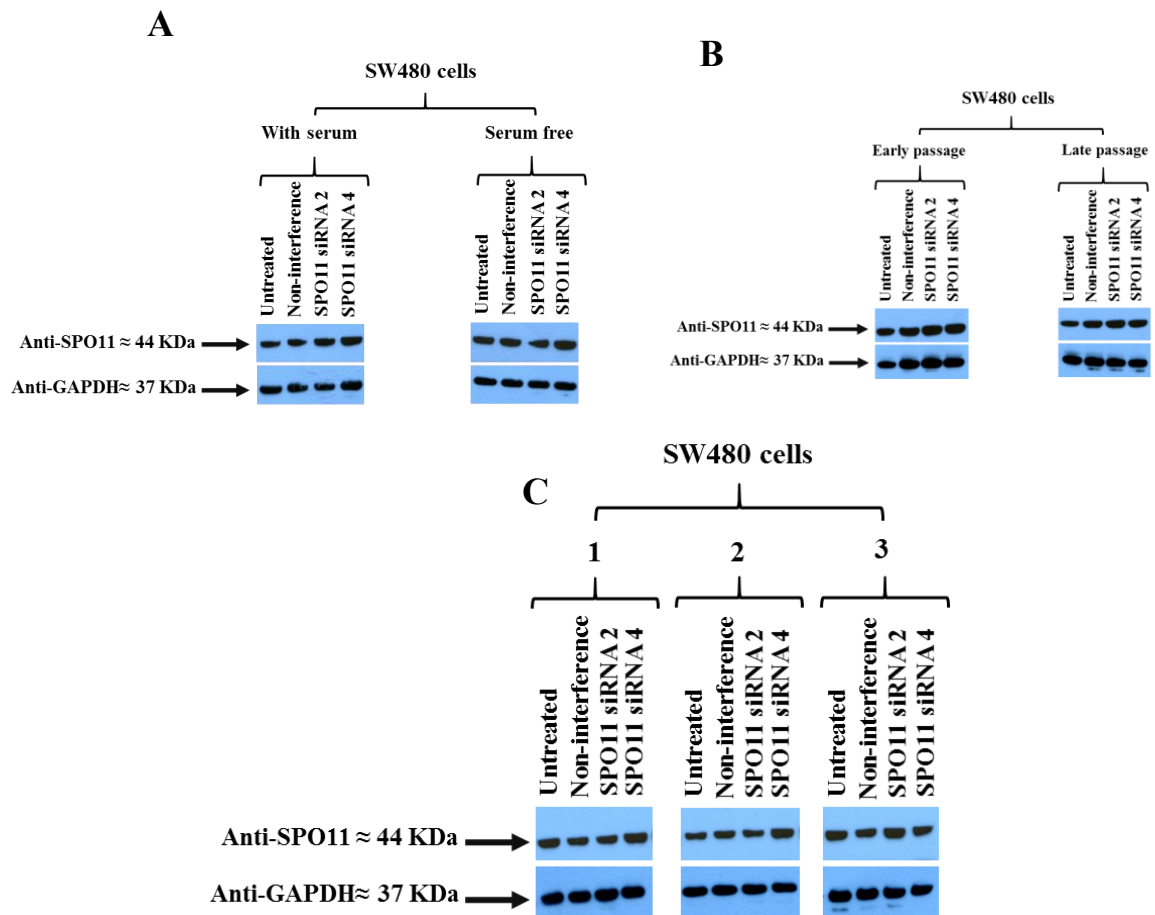 A
SW480 cells
With serum
Serum free
Untreated
Non-interference
SPO11 siRNA 2
SPO11 siRNA 4
Untreated
Non-interference
SPO11 siRNA 2
SPO11 siRNA 4
Anti-SPO11 ≈ 44 KDa
Anti-GAPDH≈ 37 KDa
B
SW480 cells
Early passage
Late passage
Untreated
Non-interference
SPO11 siRNA 2
SPO11 siRNA 4
Untreated
Non-interference
SPO11 siRNA 2
SPO11 siRNA 4
Anti-SPO11 ≈ 44 KDa
Anti-GAPDH≈ 37 KDa
C
SW480 cells
1
2
3
Untreated
Non-interference
SPO11 siRNA 2
SPO11 siRNA 4
Untreated
Non-interference
SPO11 siRNA 2
SPO11 siRNA 4
Untreated
Non-interference
SPO11 siRNA 2
SPO11 siRNA 4
Anti-SPO11 ≈ 44 KDa
Anti-GAPDH≈ 37 KDa